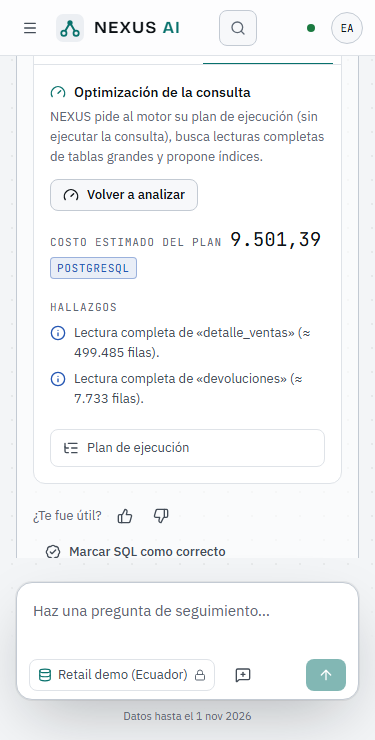 NEXUS AI
EA
Optimización de la consulta
NEXUS pide al motor su plan de ejecución (sin
ejecutar la consulta), busca lecturas completas
de tablas grandes y propone índices.
Volver a analizar
COSTO ESTIMADO DEL PLAN 9.501,39
POSTGRESQL
HALLAZGOS
Lectura completa de «detalle_ventas» (≈
499.485 filas).
Lectura completa de «devoluciones» (≈
7.733 filas).
Plan de ejecución
¿Te fue útil?
Marcar SQL como correcto
Haz una pregunta de seguimiento...
Retail demo (Ecuador)
Datos hasta el 1 nov 2026